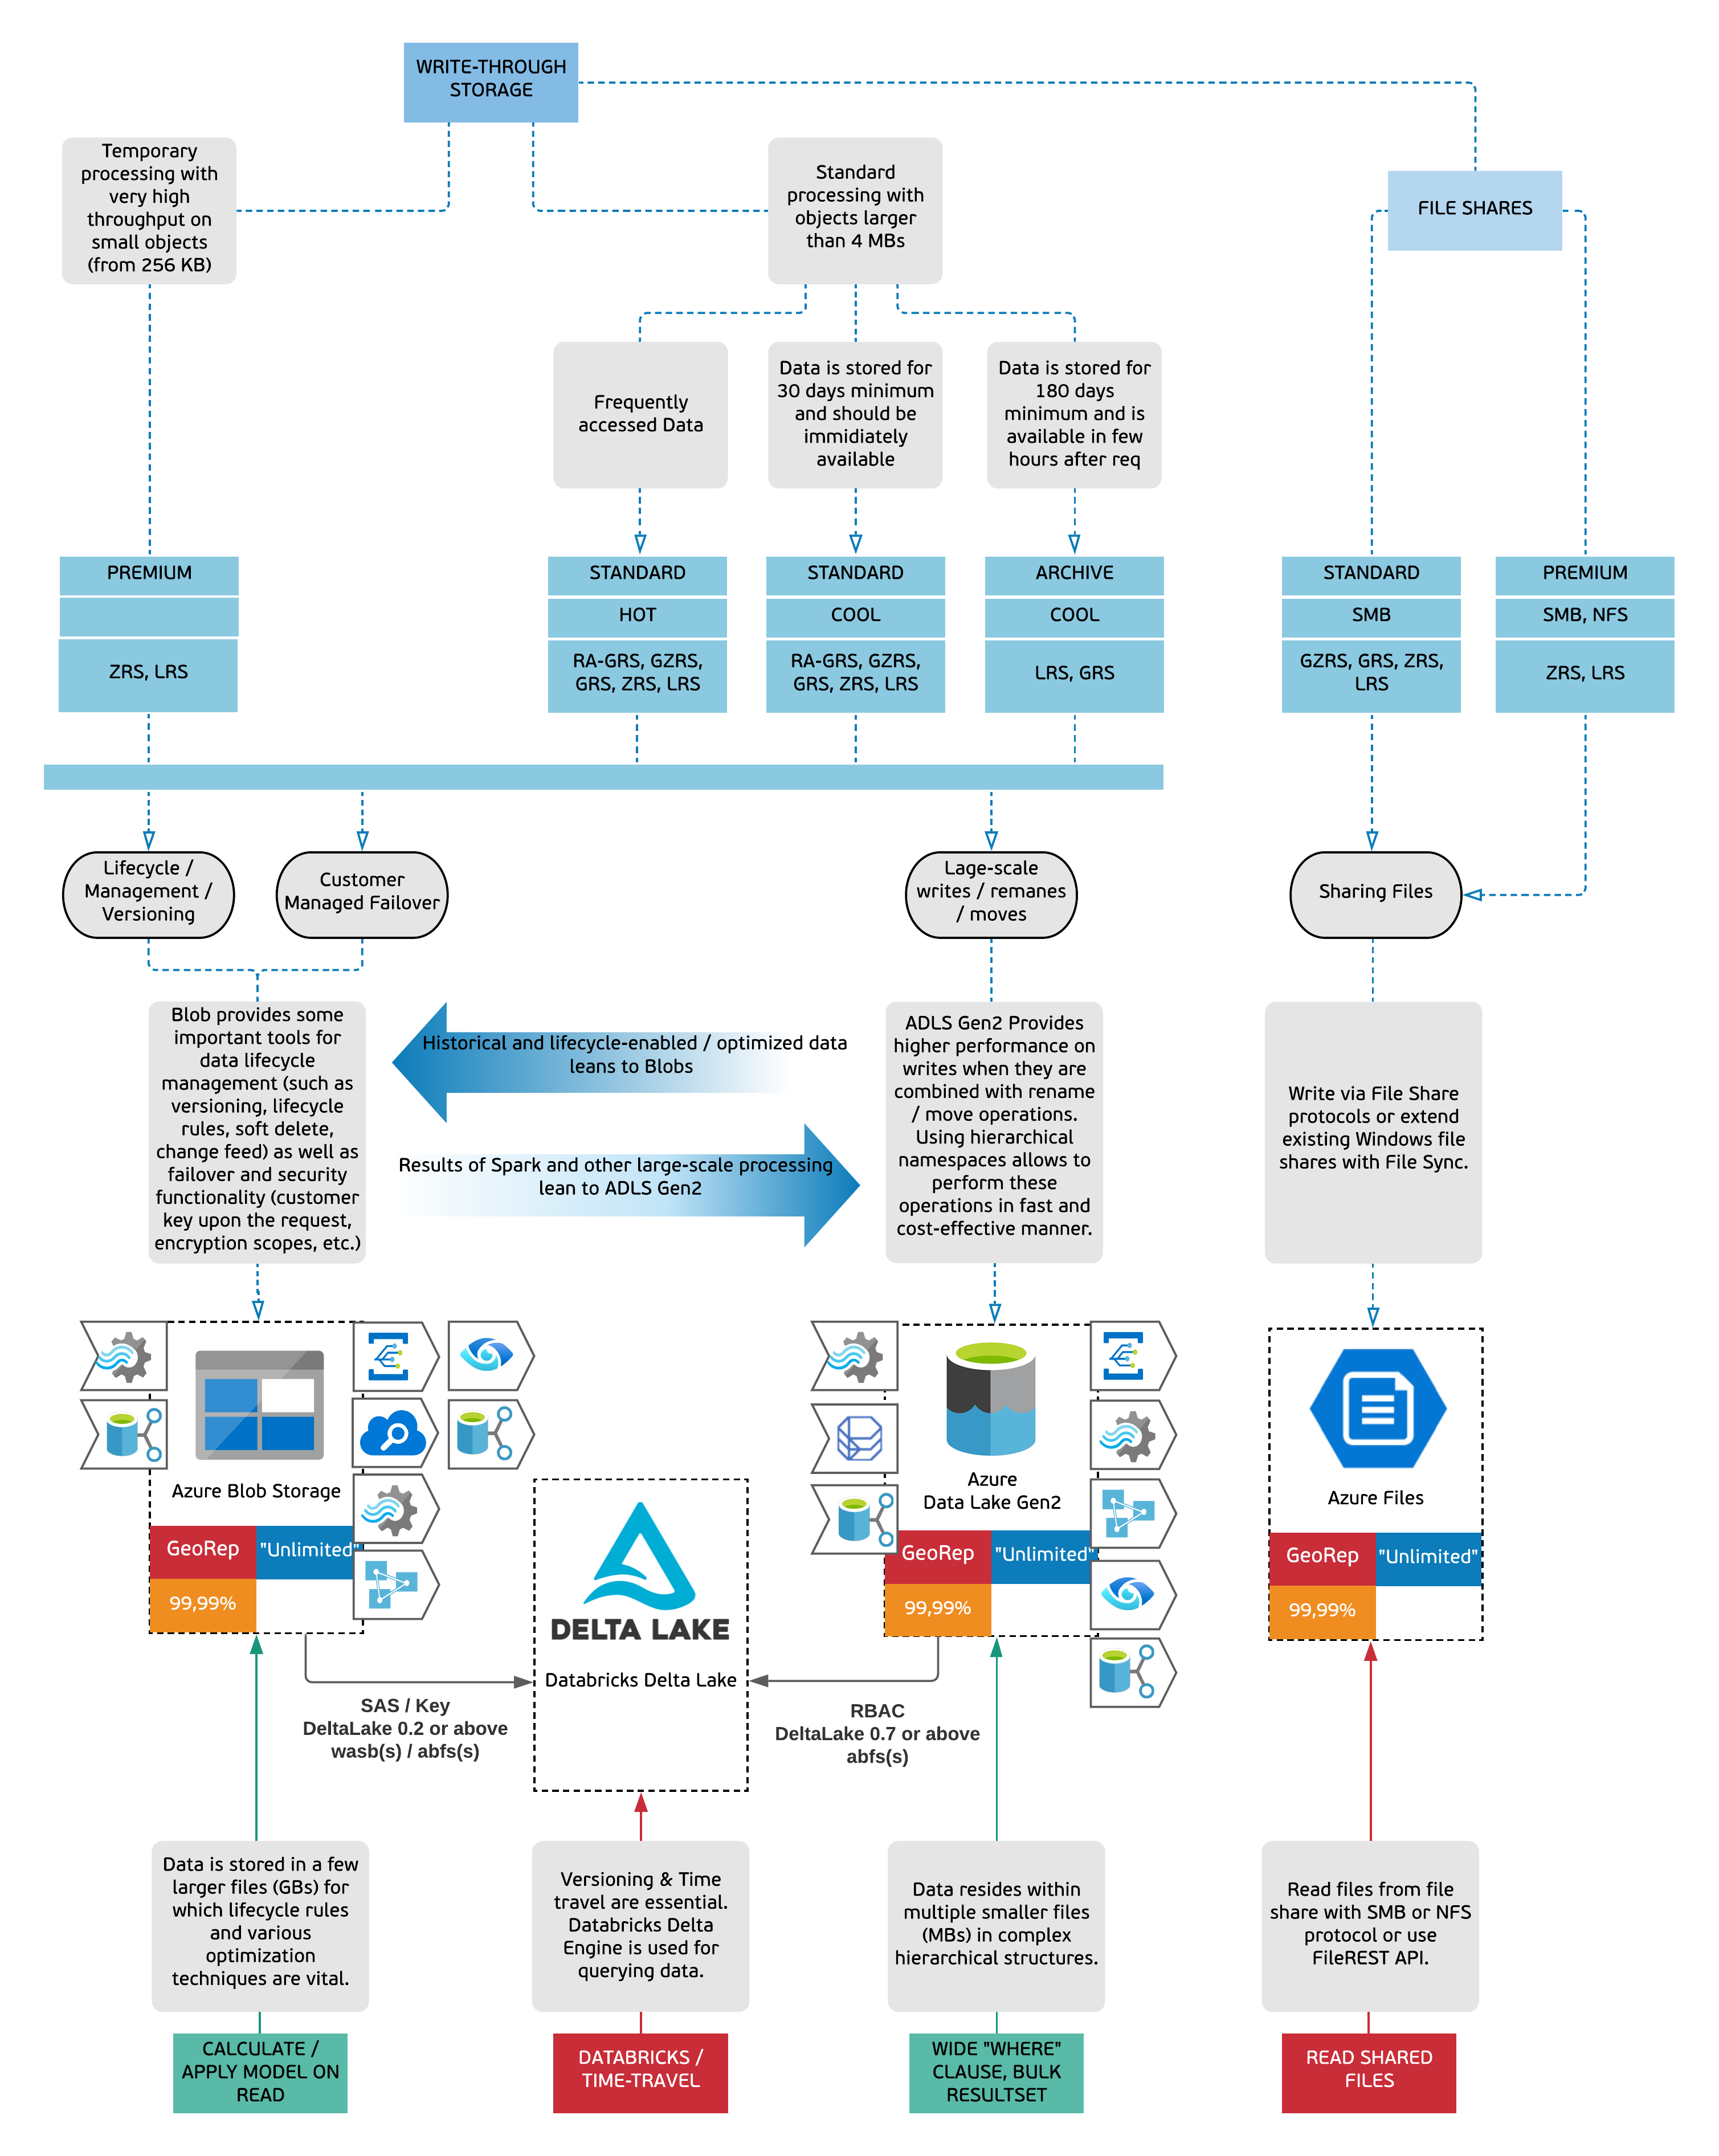 WRITE-THROUGH
STORAGE
Temporary
processing with
very high
throughput on
small objects
(from 256 KB)
Standard
processing with
objects larger
than 4 MBs
FILE SHARES
Frequently
accessed Data
Data is stored for
30 days minimum
and should be
immidiately
available
Data is stored for
180 days
minimum and is
available in few
hours after req
PREMIUM
ZRS, LRS
STANDARD
HOT
RA-GRS, GZRS,
GRS, ZRS, LRS
STANDARD
COOL
RA-GRS, GZRS,
GRS, ZRS, LRS
ARCHIVE
COOL
LRS, GRS
STANDARD
SMB
GZRS, GRS, ZRS,
LRS
PREMIUM
SMB, NFS
ZRS, LRS
Lifecycle /
Management /
Versioning
Customer
Managed Failover
Lage-scale
writes / remanes
/ moves
Sharing Files
Blob provides some
important tools for
data lifecycle
management (such as
versioning, lifecycle
rules, soft delete,
change feed) as well as
failover and security
functionality (customer
key upon the request,
encryption scopes, etc.)
Historical and lifecycle-enabled / optimized data
leans to Blobs
Results of Spark and other large-scale processing
lean to ADLS Gen2
ADLS Gen2 Provides
higher performance on
writes when they are
combined with rename
/ move operations.
Using hierarchical
namespaces allows to
perform these
operations in fast and
cost-effective manner.
Write via File Share
protocols or extend
existing Windows file
shares with File Sync.
Azure Blob Storage
GeoRep
"Unlimited"
99,99%
DELTA LAKE
Databricks Delta Lake
Azure
Data Lake Gen2
GeoRep
"Unlimited"
99,99%
Azure Files
GeoRep
"Unlimited"
99,99%
SAS / Key
DeltaLake 0.2 or above
wasb(s) / abfs(s)
RBAC
DeltaLake 0.7 or above
abfs(s)
Data is stored in a few
larger files (GBs) for
which lifecycle rules
and various
optimization
techniques are vital.
Versioning & Time
travel are essential.
Databricks Delta
Engine is used for
querying data.
Data resides within
multiple smaller files
(MBs) in complex
hierarchical structures.
Read files from file
share with SMB or NFS
protocol or use
FileREST API.
CALCULATE /
APPLY MODEL ON
READ
DATABRICKS /
TIME-TRAVEL
WIDE "WHERE"
CLAUSE, BULK
RESULTSET
READ SHARED
FILES